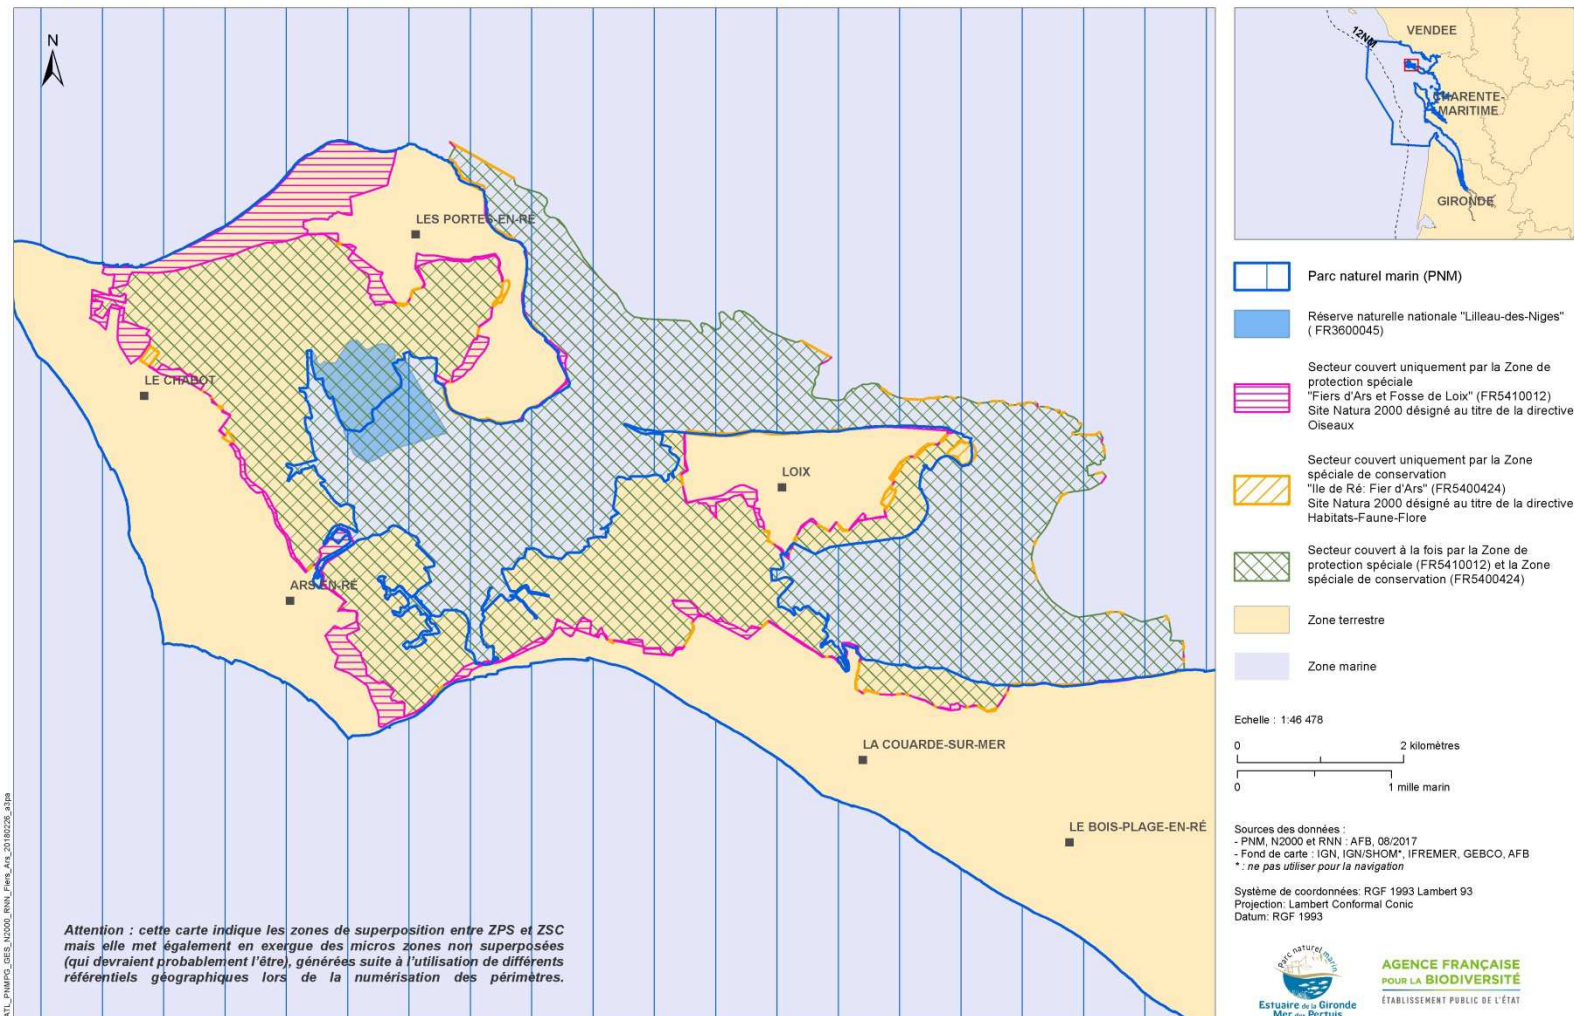 N
LES PORTES-EN-RÉ
LE CHABOT
LOIX
ARS-EN-RÉ
LA COUARDE-SUR-MER
LE BOIS-PLAGE-EN-RÉ
Attention : cette carte indique les zones de superposition entre ZPS et ZSC
mais elle met également en exergue des micros zones non superposées
(qui devraient probablement l'être), générées suite à l'utilisation de différents
référentiels géographiques lors de la numérisation des périmètres.
ATL_PNMPG_GES_N2000_RNN_Fiers_Ars_20180226_a3pa
12NM
VENDEE
CHARENTE-
MARITIME
GIRONDE
Parc naturel marin (PNM)
Réserve naturelle nationale "Lilleau-des-Niges"
( FR3600045)
Secteur couvert uniquement par la Zone de
protection spéciale
"Fiers d'Ars et Fosse de Loix" (FR5410012)
Site Natura 2000 désigné au titre de la directive
Oiseaux
Secteur couvert uniquement par la Zone
spéciale de conservation
"Ile de Ré: Fier d'Ars" (FR5400424)
Site Natura 2000 désigné au titre de la directive
Habitats-Faune-Flore
Secteur couvert à la fois par la Zone de
protection spéciale (FR5410012) et la Zone
spéciale de conservation (FR5400424)
Zone terrestre
Zone marine
Echelle : 1:46 478
0 2 kilomètres
0 1 mille marin
Sources des données :
- PNM, N2000 et RNN : AFB, 08/2017
- Fond de carte : IGN, IGN/SHOM*, IFREMER, GEBCO, AFB
* : ne pas utiliser pour la navigation
Système de coordonnées: RGF 1993 Lambert 93
Projection: Lambert Conformal Conic
Datum: RGF 1993
Parc naturel marin
Estuaire de la Gironde
Mer des Pertuis
AGENCE FRANÇAISE
POUR LA BIODIVERSITÉ
ÉTABLISSEMENT PUBLIC DE L'ÉTAT